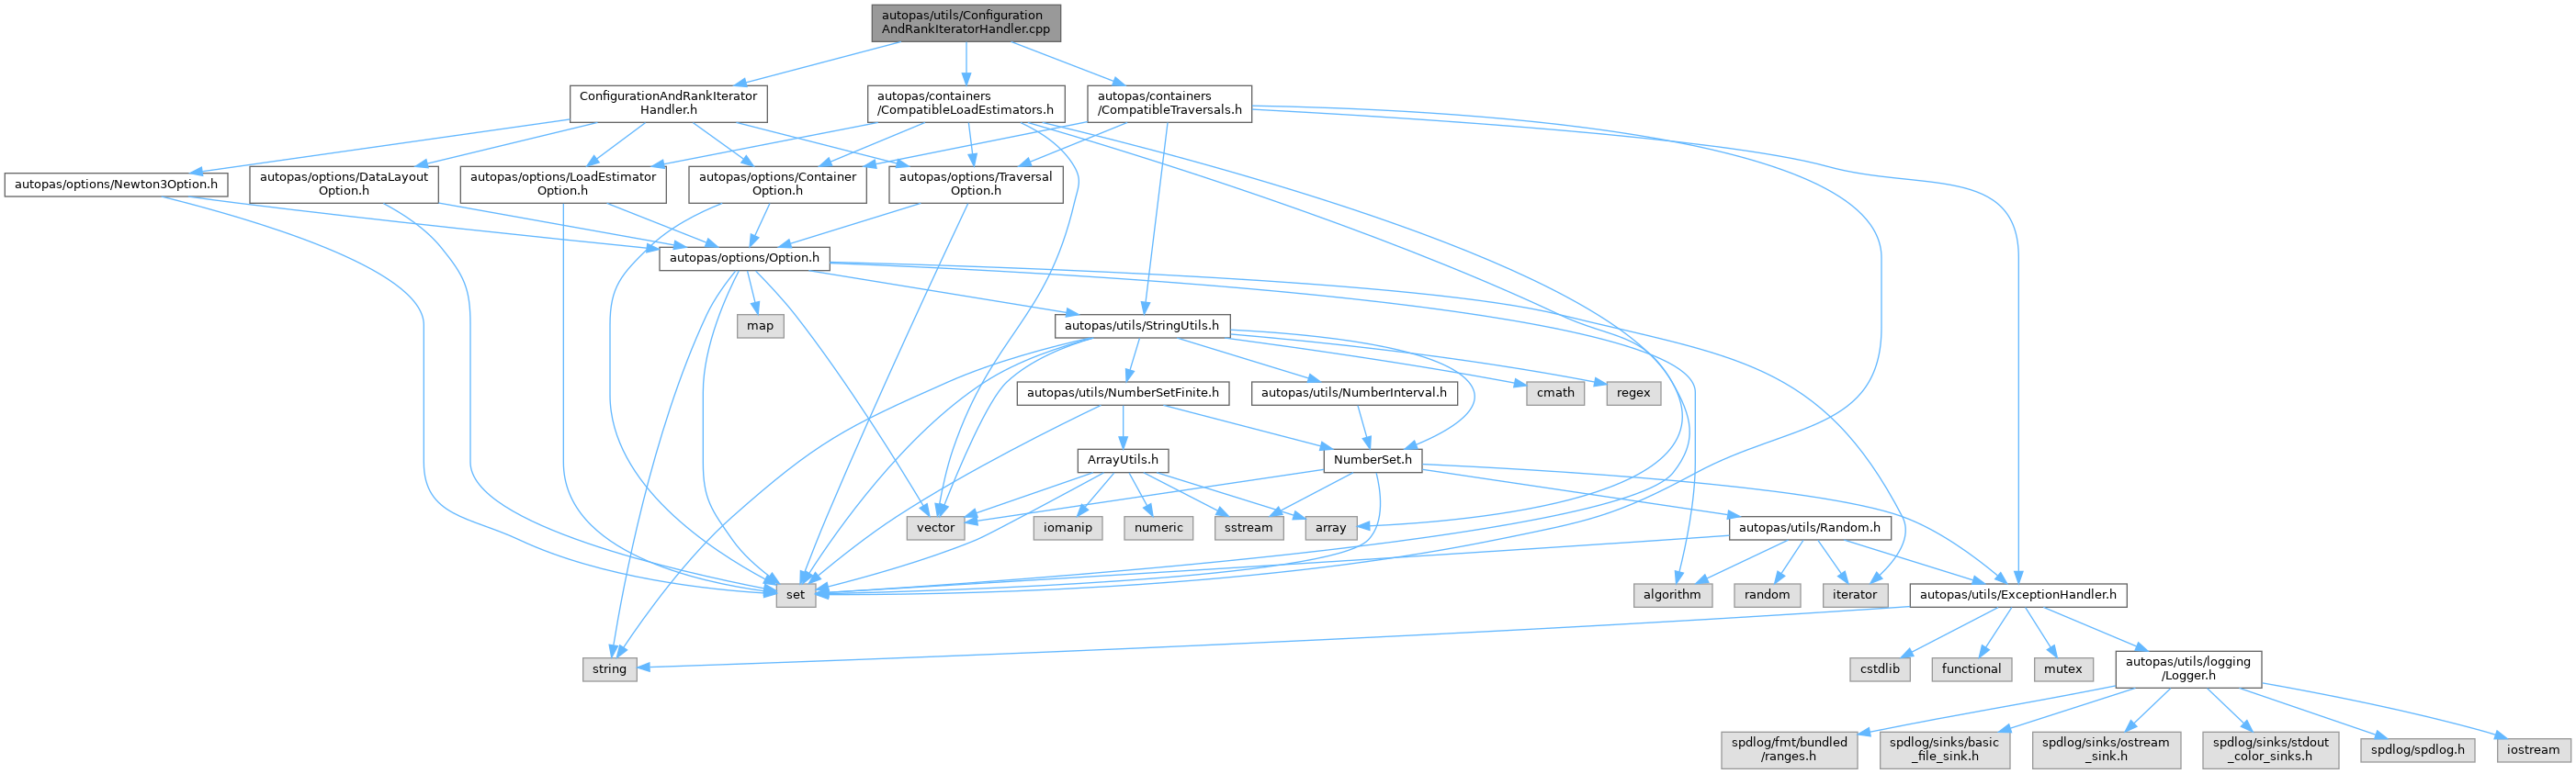 autopas/utils/Configuration
AndRankIteratorHandler.cpp
ConfigurationAndRankIterator
Handler.h
autopas/containers
/CompatibleLoadEstimators.h
autopas/containers
/CompatibleTraversals.h
autopas/options/Newton3Option.h
autopas/options/DataLayout
Option.h
autopas/options/LoadEstimator
Option.h
autopas/options/Container
Option.h
autopas/options/Traversal
Option.h
autopas/options/Option.h
map
autopas/utils/StringUtils.h
autopas/utils/NumberSetFinite.h
autopas/utils/NumberInterval.h
cmath
regex
ArrayUtils.h
NumberSet.h
vector
iomanip
numeric
sstream
array
autopas/utils/Random.h
set
algorithm
random
iterator
autopas/utils/ExceptionHandler.h
string
cstdlib
functional
mutex
autopas/utils/logging
/Logger.h
spdlog/fmt/bundled
/ranges.h
spdlog/sinks/basic
_file_sink.h
spdlog/sinks/ostream
_sink.h
spdlog/sinks/stdout
_color_sinks.h
spdlog/spdlog.h
iostream